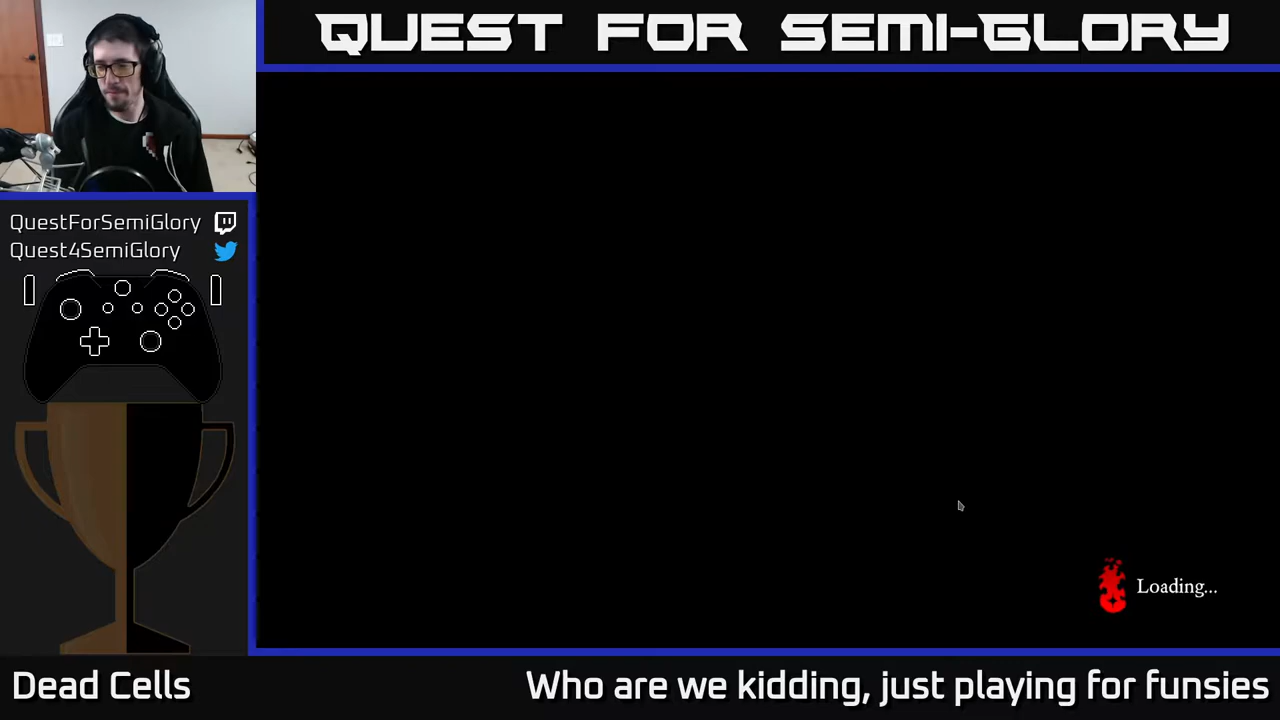 QUEST FOR SEMI-GLORY
QuestForSemiGlory
Quest4SemiGlory
Loading...
Dead Cells
Who are we kidding, just playing for funsies